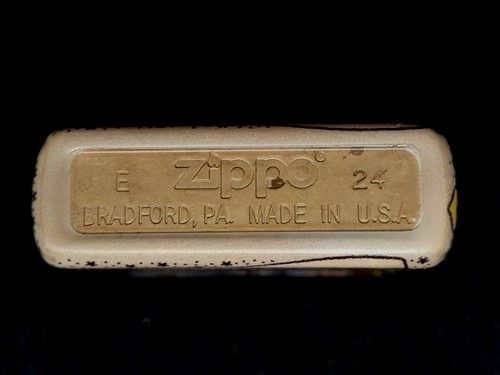 E Zippo® 24
BRADFORD, PA. MADE IN U.S.A.